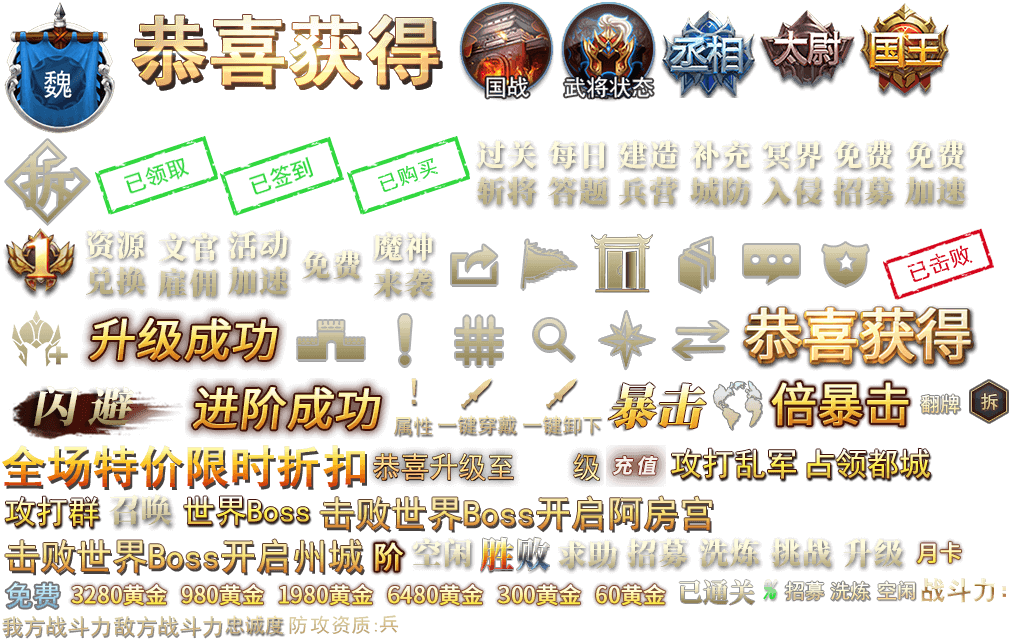 魏
恭喜获得
国战
武将状态
丞相
太尉
国王
拆
已领取
已签到
已购买
过关
斩将
每日
答题
建造
兵营
补充
城防
冥界
入侵
免费
招募
免费
加速
1
资源
兑换
文官
雇佣
活动
加速
免费
魔神
来袭
已击败
升级成功
恭喜获得
闪避
进阶成功
属性
一键穿戴
一键卸下
暴击
倍暴击
翻牌
拆
全场特价限时折扣
恭喜升级至 级
充值
攻打乱军
占领都城
攻打群
召唤
世界Boss
击败世界Boss开启阿房宫
击败世界Boss开启州城
阶
空闲
胜败
求助
招募
洗炼
挑战
升级
月卡
免费
3280黄金
980黄金
1980黄金
6480黄金
300黄金
60黄金
已通关
%
招募
洗炼
空闲
战斗力:
我方战斗力
敌方战斗力
忠诚度
防攻资质:兵